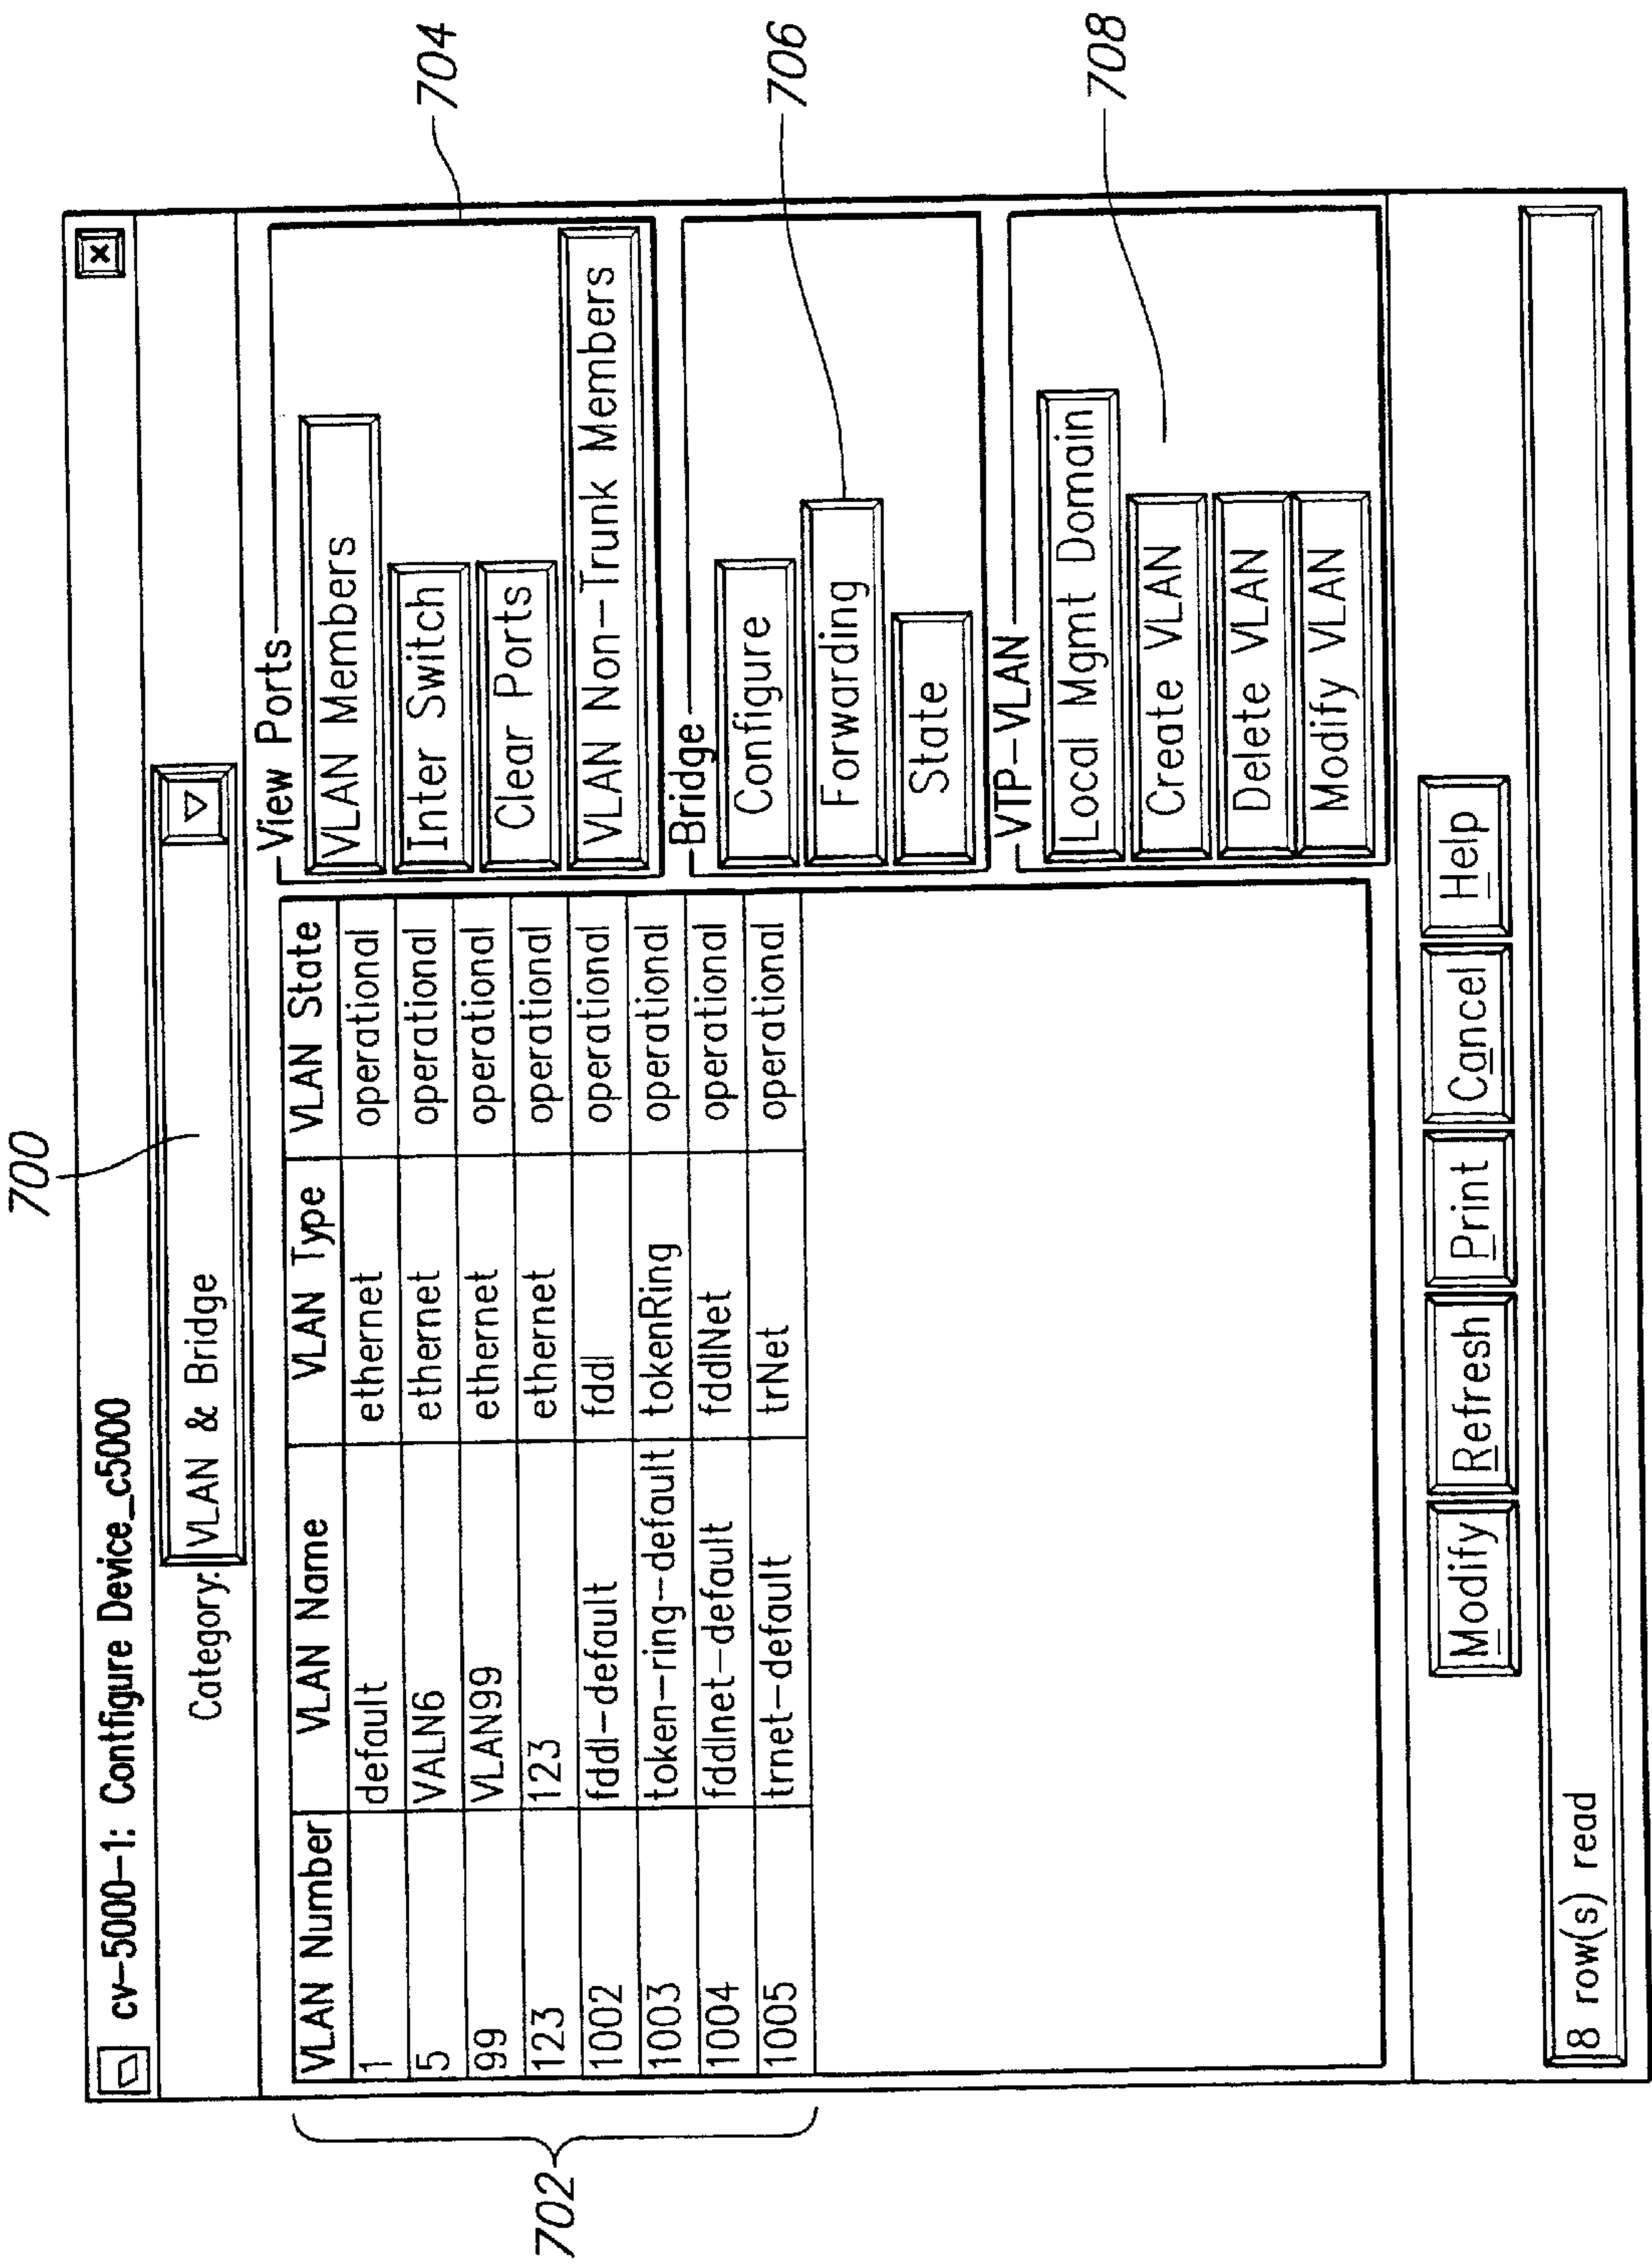 700
cv-5000-1: Contfigure Device_c5000
Category: VLAN & Bridge
VLAN Number VLAN Name VLAN Type VLAN State
1 default ethernet operational
5 VALN6 ethernet operational
99 VLAN99 ethernet operational
123 123 ethernet operational
1002 fddl-default fddl operational
1003 token-ring-default tokenRing operational
1004 fddlnet-default fddlNet operational
1005 trnet-default trNet operational
702
View Ports
VLAN Members
Inter Switch
Clear Ports
VLAN Non-Trunk Members
704
Bridge
Configure
Forwarding
State
706
VTP-VLAN
Local Mgmt Domain
Create VLAN
Delete VLAN
Modify VLAN
708
Modify Refresh Print Cancel Help
8 row(s) read